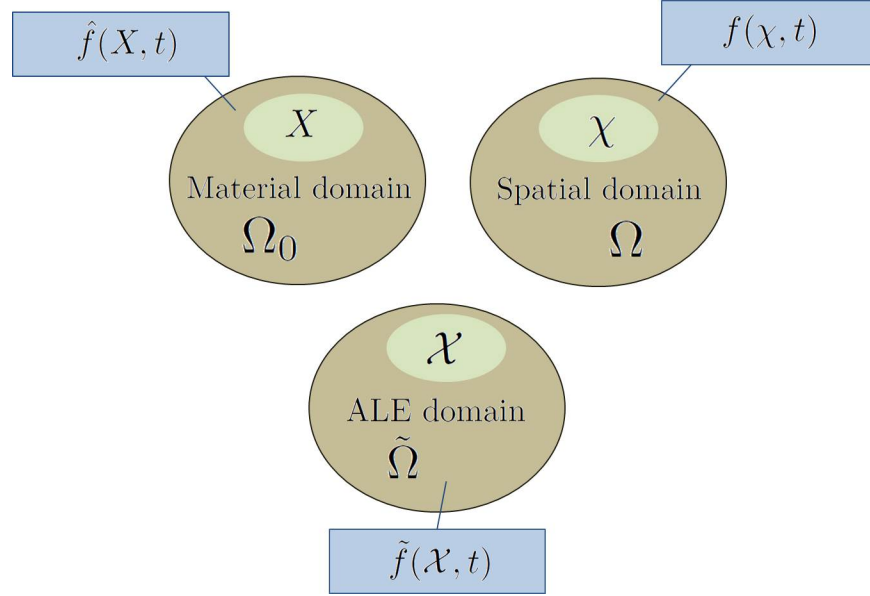 f̂(X, t)
f(χ, t)
X
Material domain
Ω₀
χ
Spatial domain
Ω
𝒳
ALE domain
Ω̃
f̃(𝒳, t)